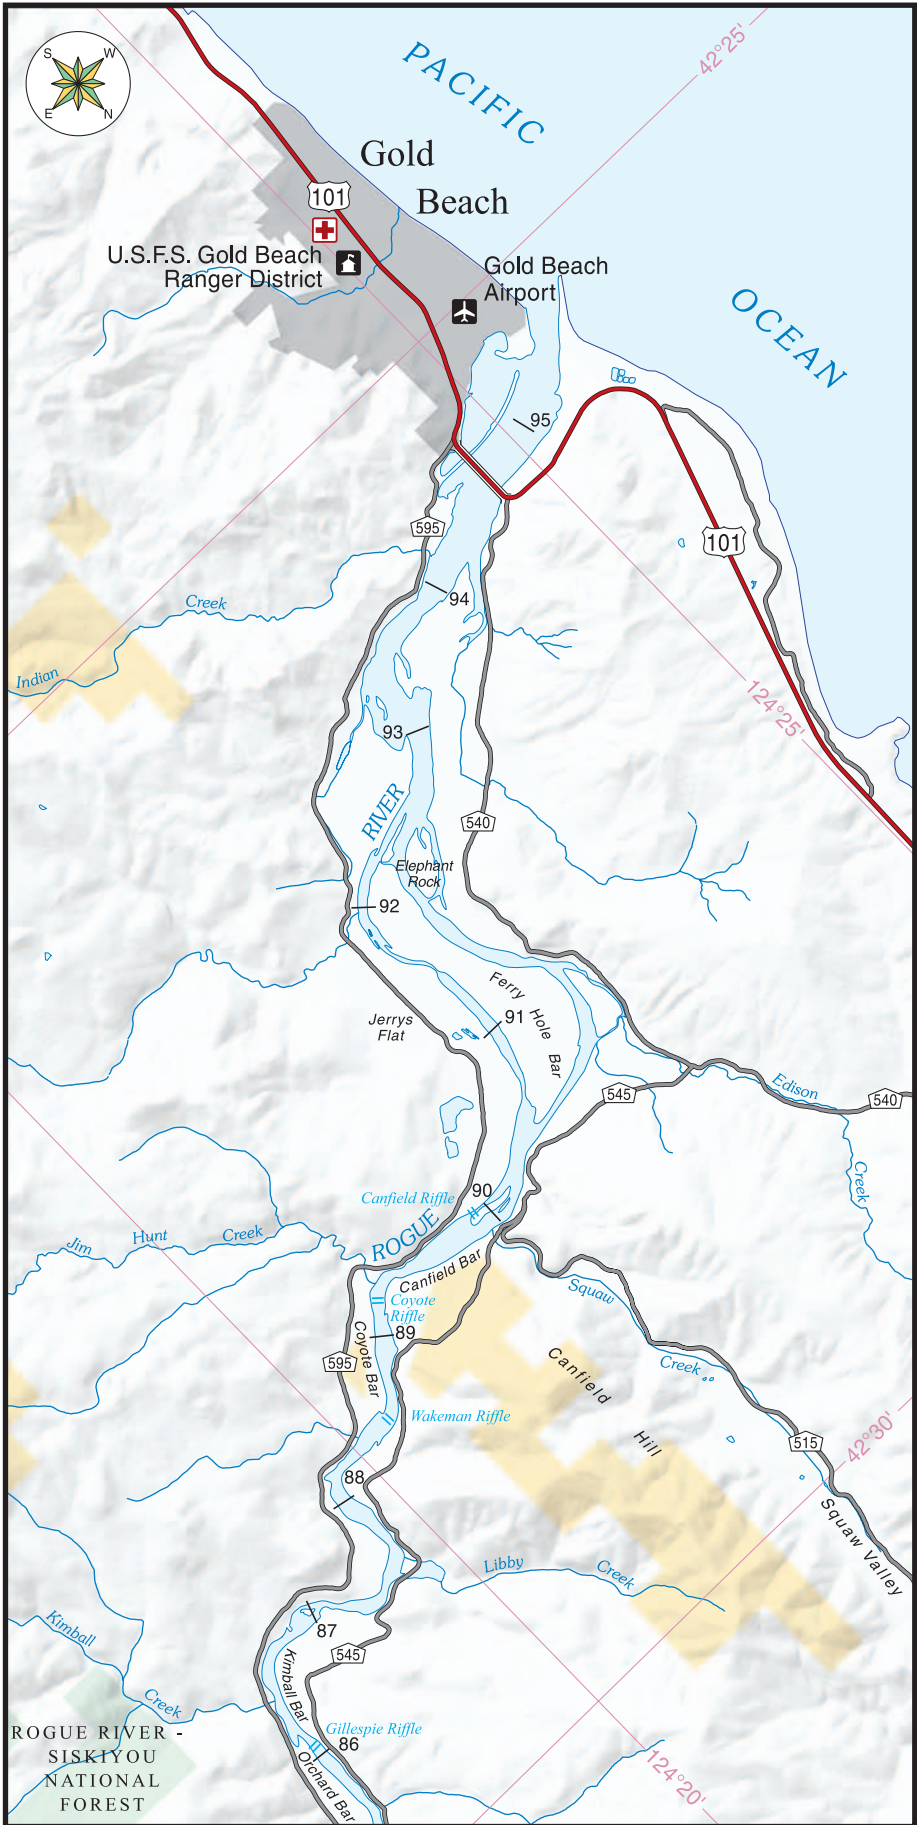 S
W
E
N
PACIFIC
42°25'
Gold
Beach
101
U.S.F.S. Gold Beach
Ranger District
Gold Beach
Airport
OCEAN
95
595
101
94
Creek
Indian
124°25'
93
RIVER
540
Elephant
Rock
92
Ferry Hole Bar
91
Jerrys
Flat
Edison
545
540
Creek
Canfield Riffle
90
ROGUE
Jim Hunt Creek
Canfield Bar
Squaw
Coyote
Riffle
89
Coyote Bar
595
Canfield
Creek
Wakeman Riffle
Hill
42°30'
515
88
Squaw Valley
Libby
Creek
Kimball
87
545
Kimball Bar
Creek
Gillespie Riffle
86
Orchard Bar
124°20'
ROGUE RIVER -
SISKIYOU
NATIONAL
FOREST